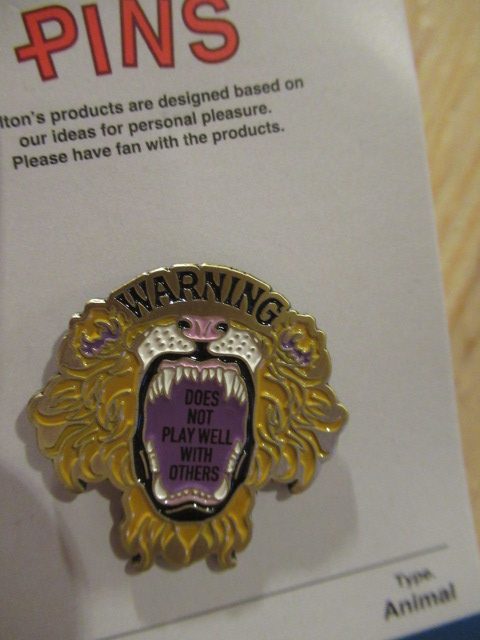 PINS
lton's products are designed based on
our ideas for personal pleasure.
Please have fan with the products.
WARNING
DOES
NOT
PLAY WELL
WITH
OTHERS
Type.
Animal